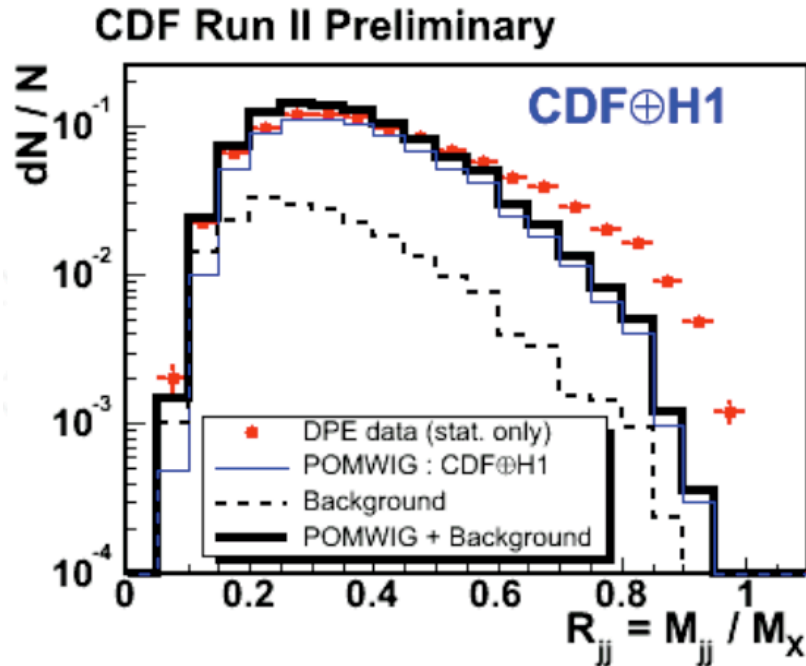 CDF Run II Preliminary
dN / N
CDF⊕H1
10⁻¹
10⁻²
10⁻³
10⁻⁴
DPE data (stat. only)
POMWIG : CDF⊕H1
Background
POMWIG + Background
0 0.2 0.4 0.6 0.8 1
R_jj = M_jj / M_X